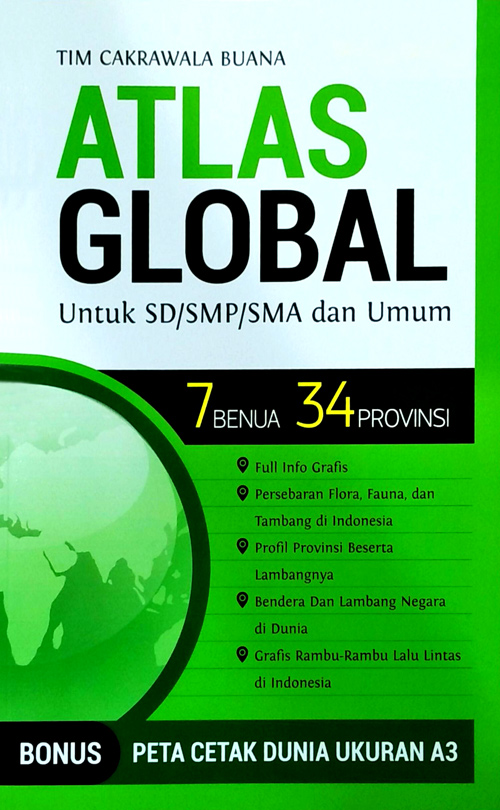 TIM CAKRAWALA BUANA
ATLAS
GLOBAL
Untuk SD/SMP/SMA dan Umum
7 BENUA 34 PROVINSI
Full Info Grafis
Persebaran Flora, Fauna, dan
Tambang di Indonesia
Profil Provinsi Beserta
Lambangnya
Bendera Dan Lambang Negara
di Dunia
Grafis Rambu-Rambu Lalu Lintas
di Indonesia
BONUS PETA CETAK DUNIA UKURAN A3